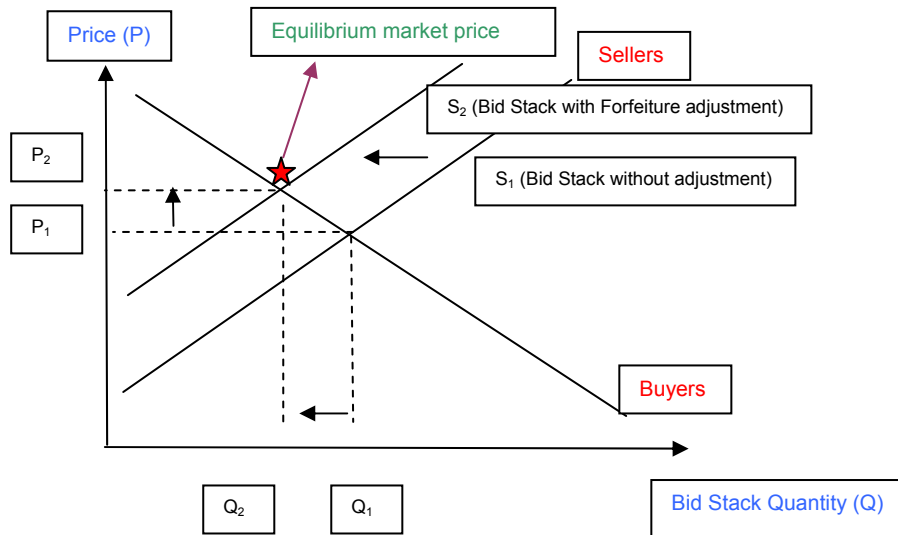 Price (P)
Equilibrium market price
Sellers
S₂ (Bid Stack with Forfeiture adjustment)
P₂
S₁ (Bid Stack without adjustment)
P₁
Buyers
Q₂
Q₁
Bid Stack Quantity (Q)